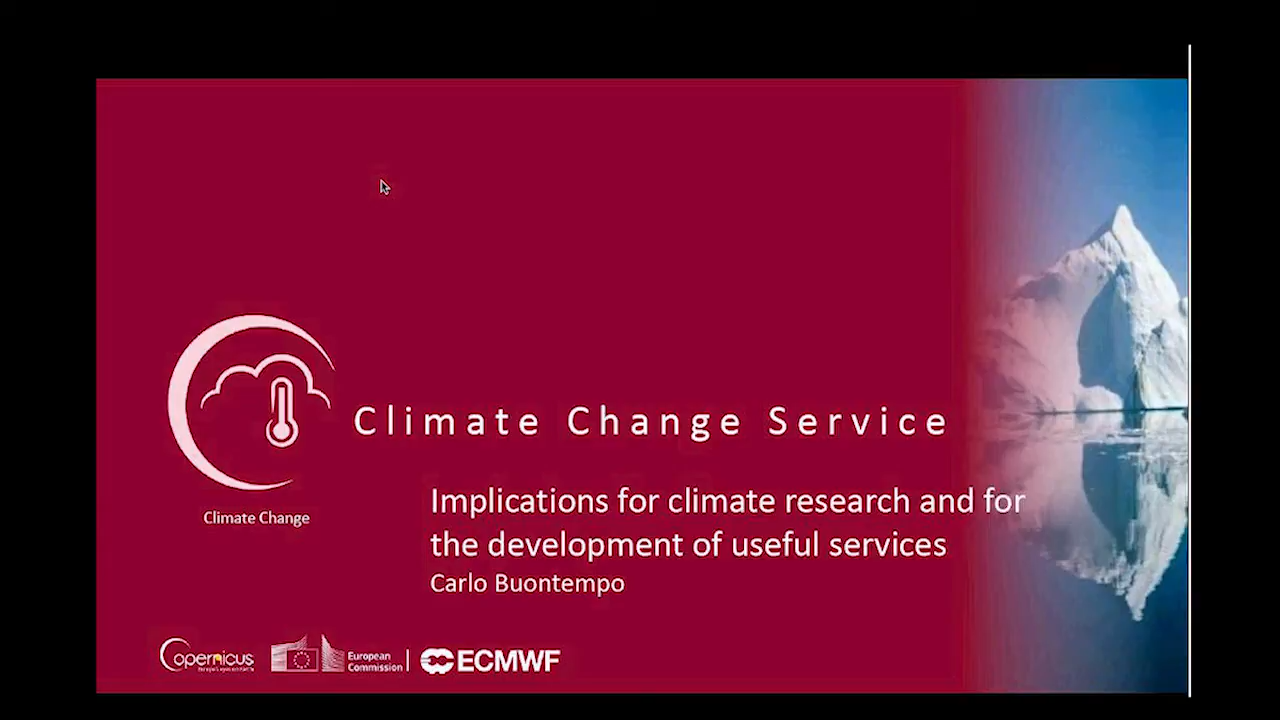 Climate Change Service
Climate Change
Implications for climate research and for
the development of useful services
Carlo Buontempo
Copernicus
European
Commission
ECMWF